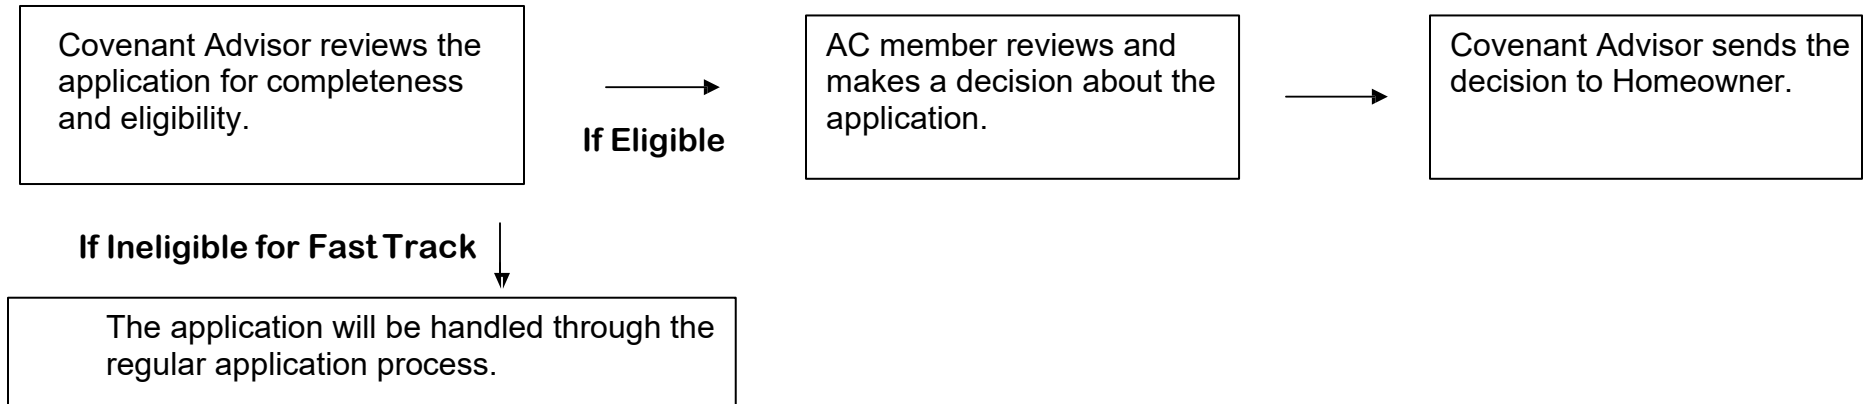 Covenant Advisor reviews the
application for completeness
and eligibility.
If Eligible
AC member reviews and
makes a decision about the
application.
Covenant Advisor sends the
decision to Homeowner.
If Ineligible for Fast Track
The application will be handled through the
regular application process.